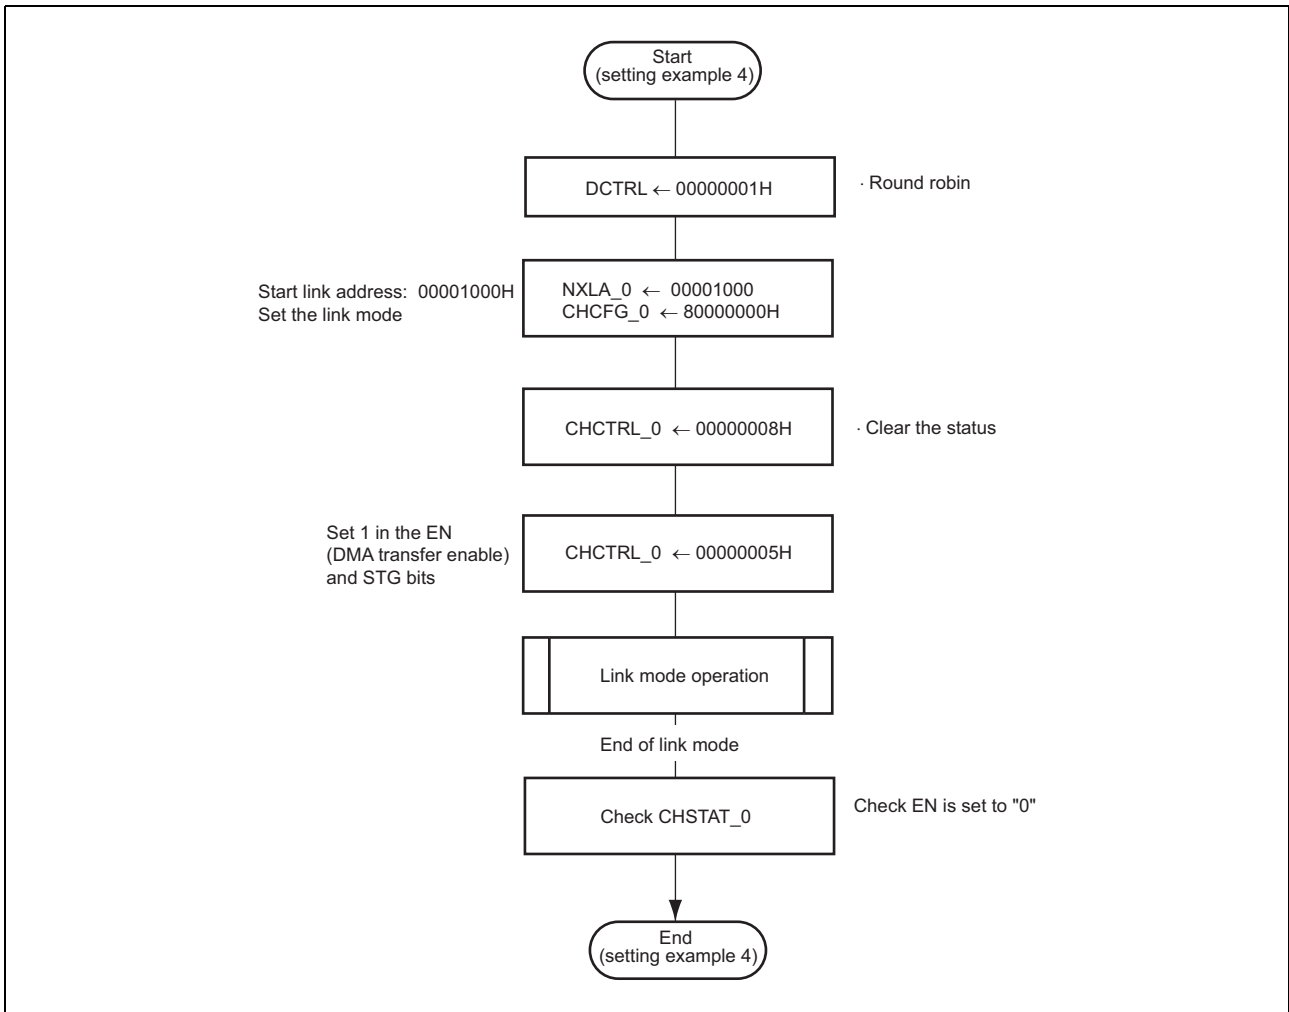 Start
(setting example 4)
DCTRL ← 00000001H
· Round robin
Start link address: 00001000H
Set the link mode
NXLA_0 ← 00001000
CHCFG_0 ← 80000000H
CHCTRL_0 ← 00000008H
· Clear the status
Set 1 in the EN
(DMA transfer enable)
and STG bits
CHCTRL_0 ← 00000005H
Link mode operation
End of link mode
Check CHSTAT_0
Check EN is set to "0"
End
(setting example 4)